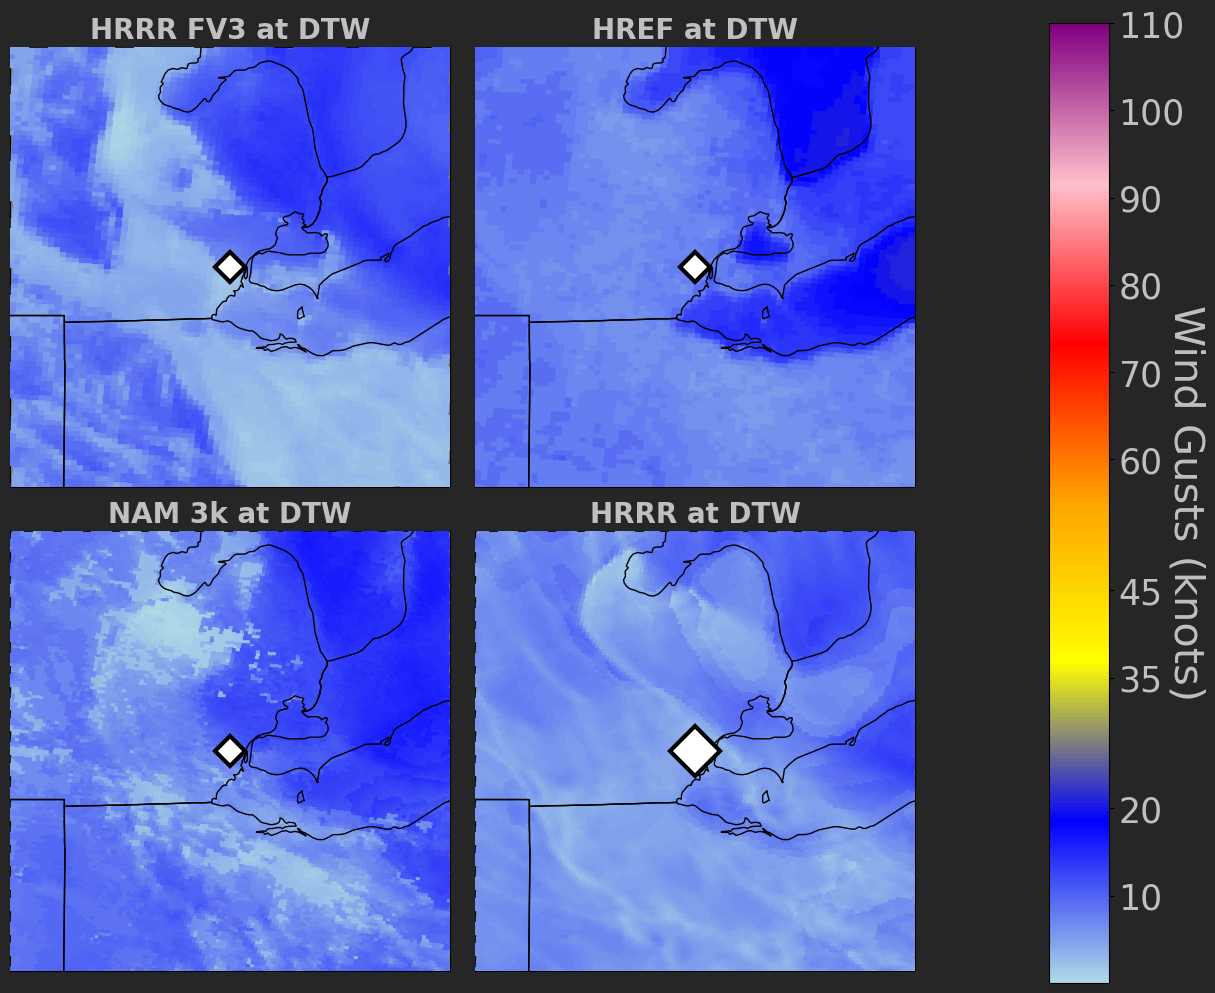 HRRR FV3 at DTW
HREF at DTW
NAM 3k at DTW
HRRR at DTW
110
100
90
80
70
60
45
35
20
10
Wind Gusts (knots)